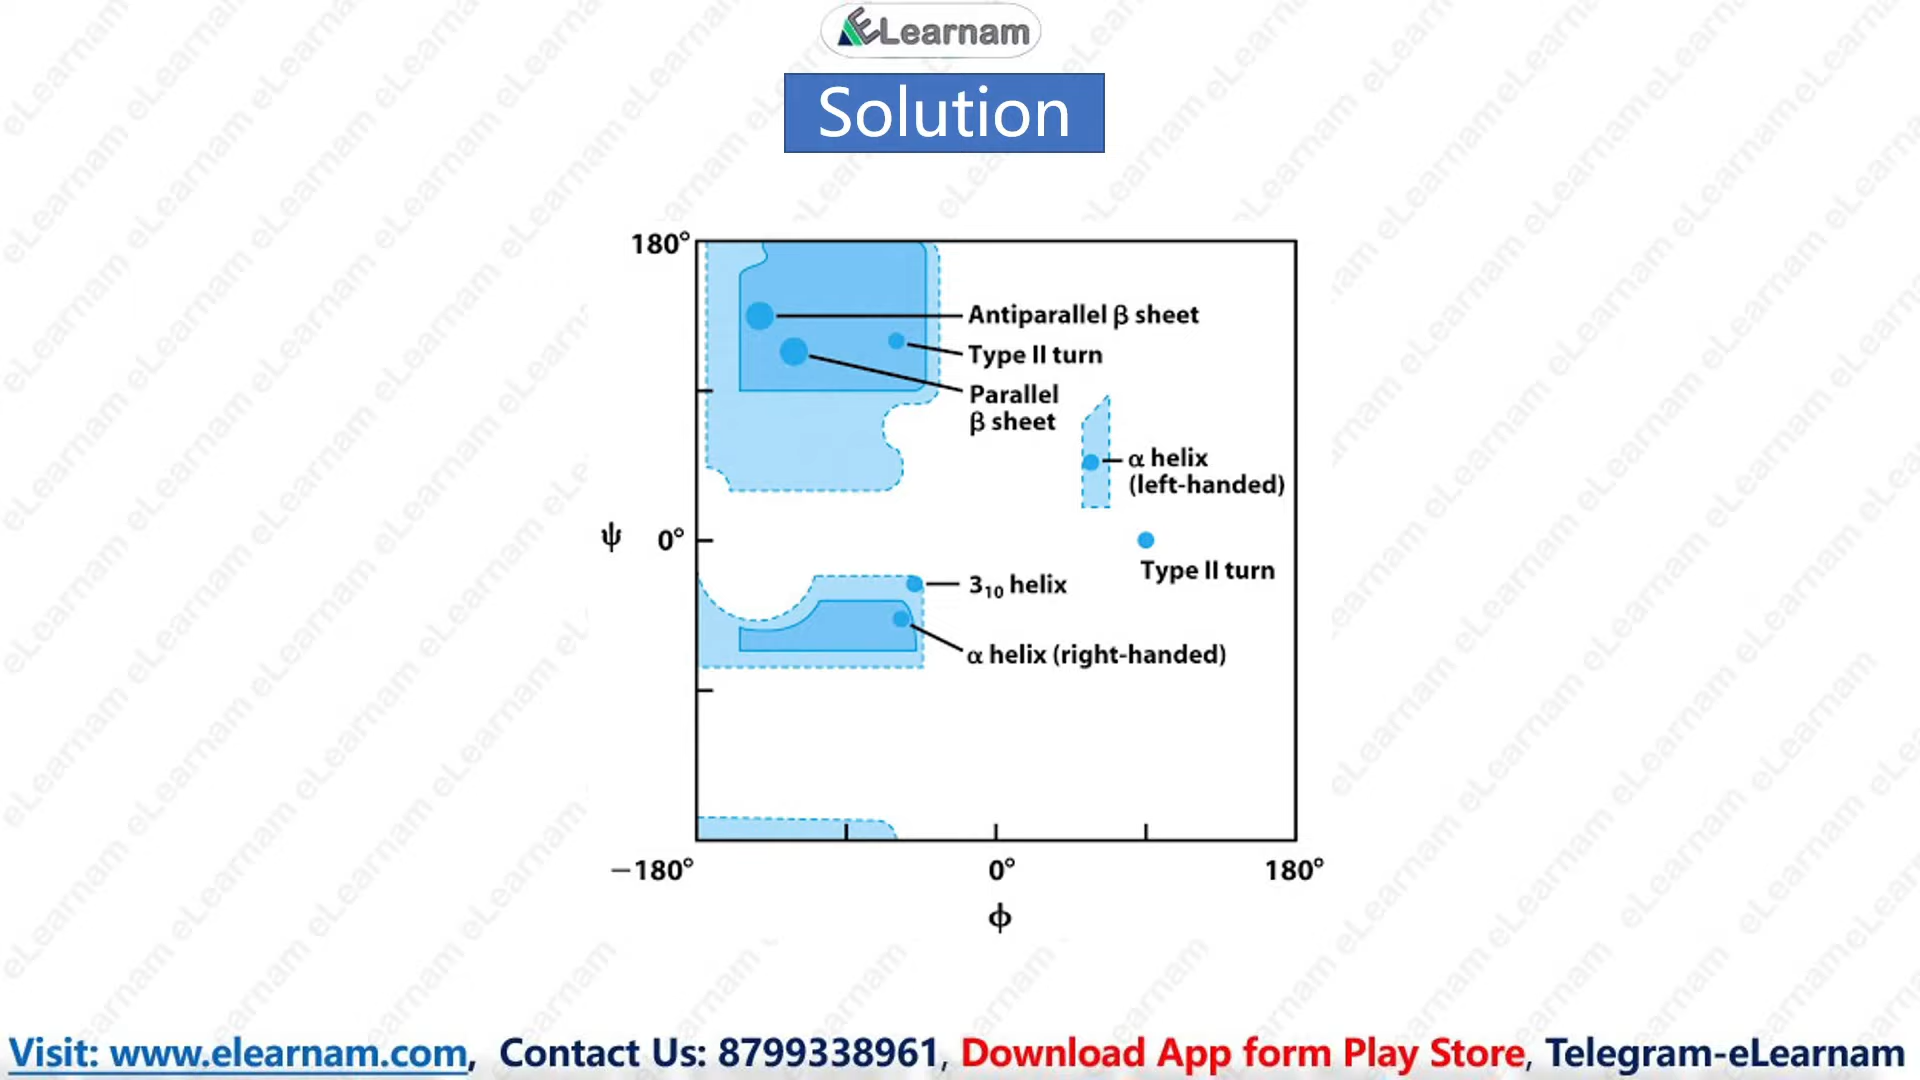 ELearnam
Solution
180°
Antiparallel β sheet
Type II turn
Parallel
β sheet
α helix
(left-handed)
ψ 0°
Type II turn
3₁₀ helix
α helix (right-handed)
−180° 0° 180°
ϕ
Visit: www.elearnam.com, Contact Us: 8799338961, Download App form Play Store, Telegram-eLearnam